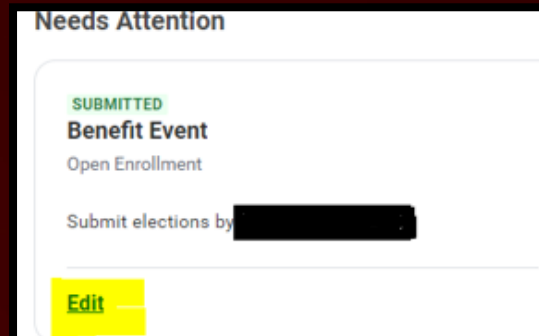 Needs Attention
SUBMITTED
Benefit Event
Open Enrollment
Submit elections by
Edit